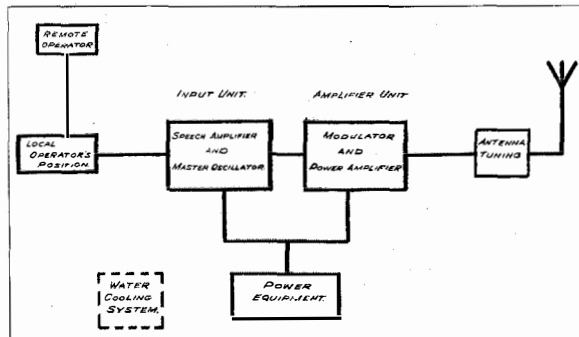 REMOTE
OPERATOR
INPUT UNIT.
AMPLIFIER UNIT
LOCAL
OPERATOR'S
POSITION.
SPEECH AMPLIFIER
AND
MASTER OSCILLATOR.
MODULATOR
AND
POWER AMPLIFIER
ANTENNA
TUNING
WATER
COOLING
SYSTEM.
POWER
EQUIPMENT.